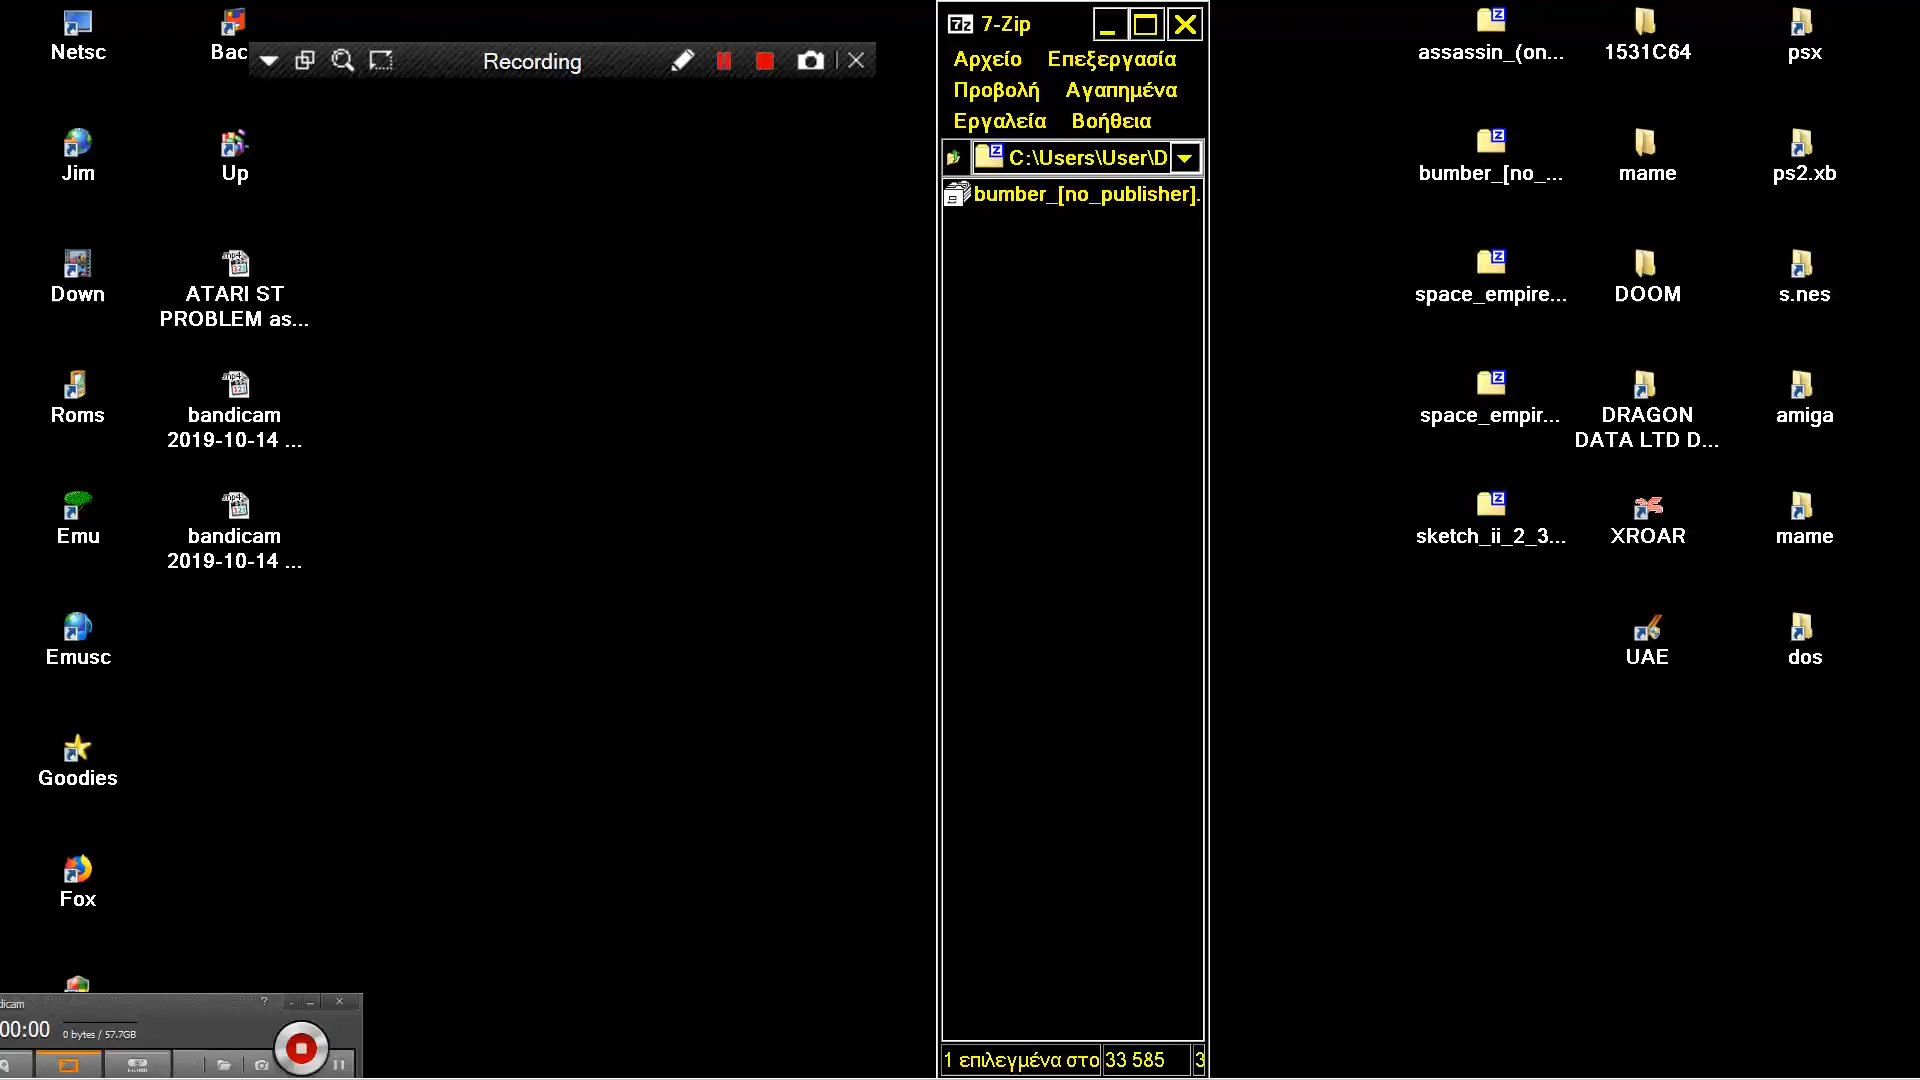 Netsc
Bac
Recording
Jim
Up
Down
ATARI ST
PROBLEM as...
Roms
bandicam
2019-10-14 ...
Emu
bandicam
2019-10-14 ...
Emusc
Goodies
Fox
dicam
00:00
0 bytes / 57.7GB
7-Zip
Αρχείο Επεξεργασία
Προβολή Αγαπημένα
Εργαλεία Βοήθεια
C:\Users\User\D
bumber_[no_publisher].
1 επιλεγμένα στο 33 585 3
assassin_(on...
1531C64
psx
bumber_[no_...
mame
ps2.xb
space_empire...
DOOM
s.nes
space_empir...
DRAGON
DATA LTD D...
amiga
sketch_ii_2_3...
XROAR
mame
UAE
dos